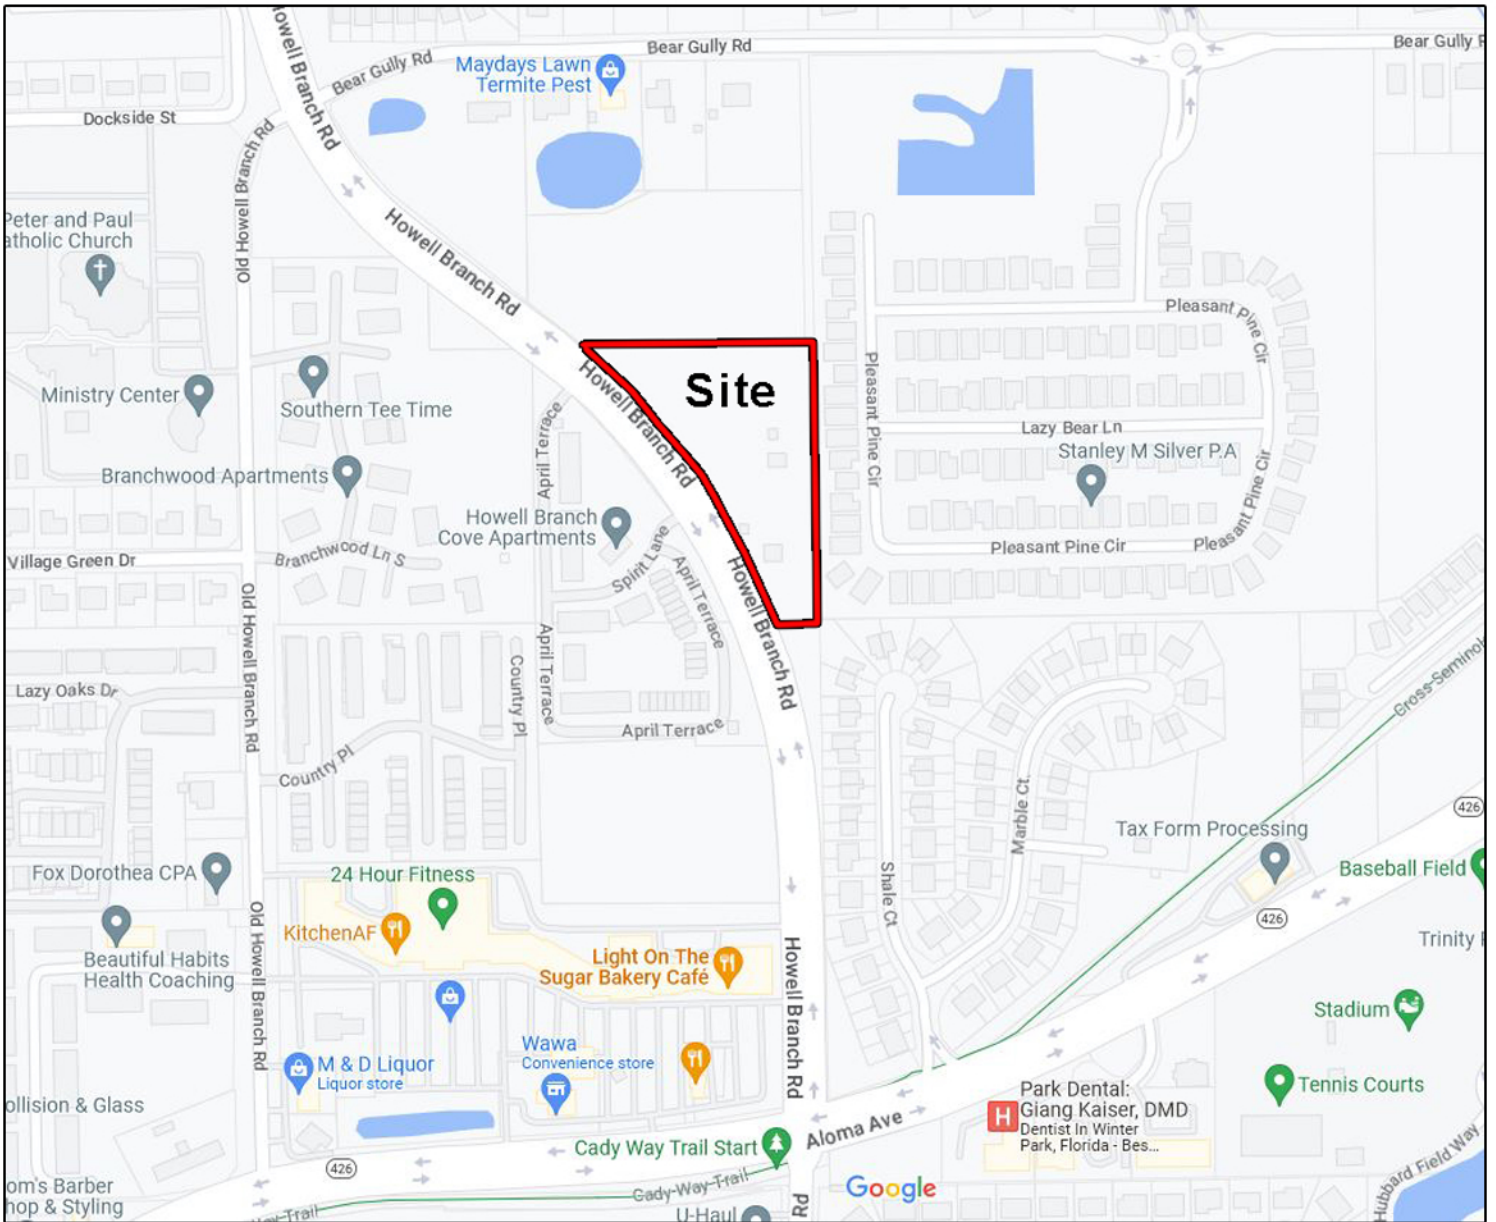 Howell Branch Rd
Bear Gully Rd
Bear Gully Rd
Bear Gully R
Maydays Lawn
Termite Pest
Dockside St
Old Howell Branch Rd
Peter and Paul
atholic Church
Howell Branch Rd
Pleasant Pine Cir
Ministry Center
Southern Tee Time
Howell Branch Rd
Site
Pleasant Pine Cir
Lazy Bear Ln
Stanley M Silver P.A
April Terrace
Branchwood Apartments
Howell Branch
Cove Apartments
Pleasant Pine Cir
Pleasant Pine Cir
Village Green Dr
Branchwood Ln S
Spirit Lane
April Terrace
Howell Branch Rd
Old Howell Branch Rd
April Terrace
Country Pl
Lazy Oaks Dr
April Terrace
Country Pl
Cross-Seminol
Marble Ct
426
Tax Form Processing
Baseball Field
Fox Dorothea CPA
24 Hour Fitness
Shale Ct
426
KitchenAF
Old Howell Branch Rd
Beautiful Habits
Health Coaching
Light On The
Sugar Bakery Café
Howell Branch Rd
Trinity
Stadium
Wawa
Convenience store
M & D Liquor
Liquor store
ollision & Glass
Park Dental:
Giang Kaiser, DMD
Dentist In Winter
Park, Florida - Bes...
Tennis Courts
Aloma Ave
Cady Way Trail Start
426
om's Barber
hop & Styling
Cady Way Trail
Way Trail
Google
U-Haul
Rd
Hubbard Field Way